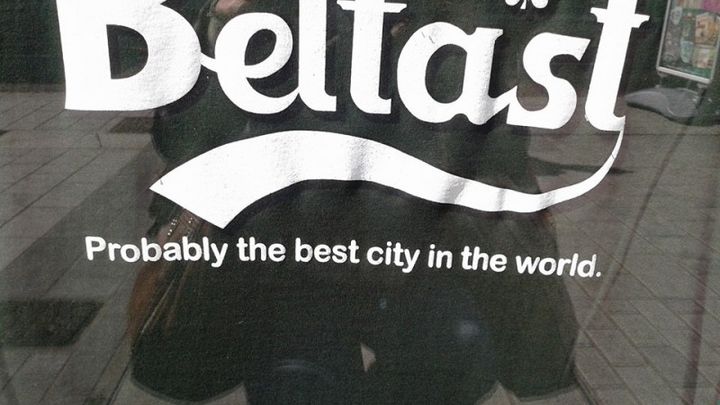 Belfast
Probably the best city in the world.